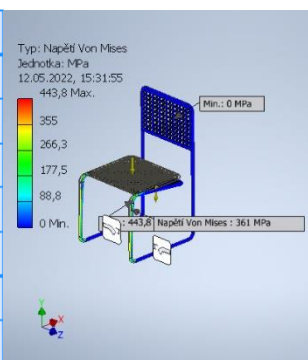 Typ: Napětí Von Mises
Jednotka: MPa
12.05.2022, 15:31:55
443,8 Max.
355
266,3
177,5
88,8
0 Min.
Min.: 0 MPa
: 443,8
Napětí Von Mises : 361 MPa
Y
X
Z